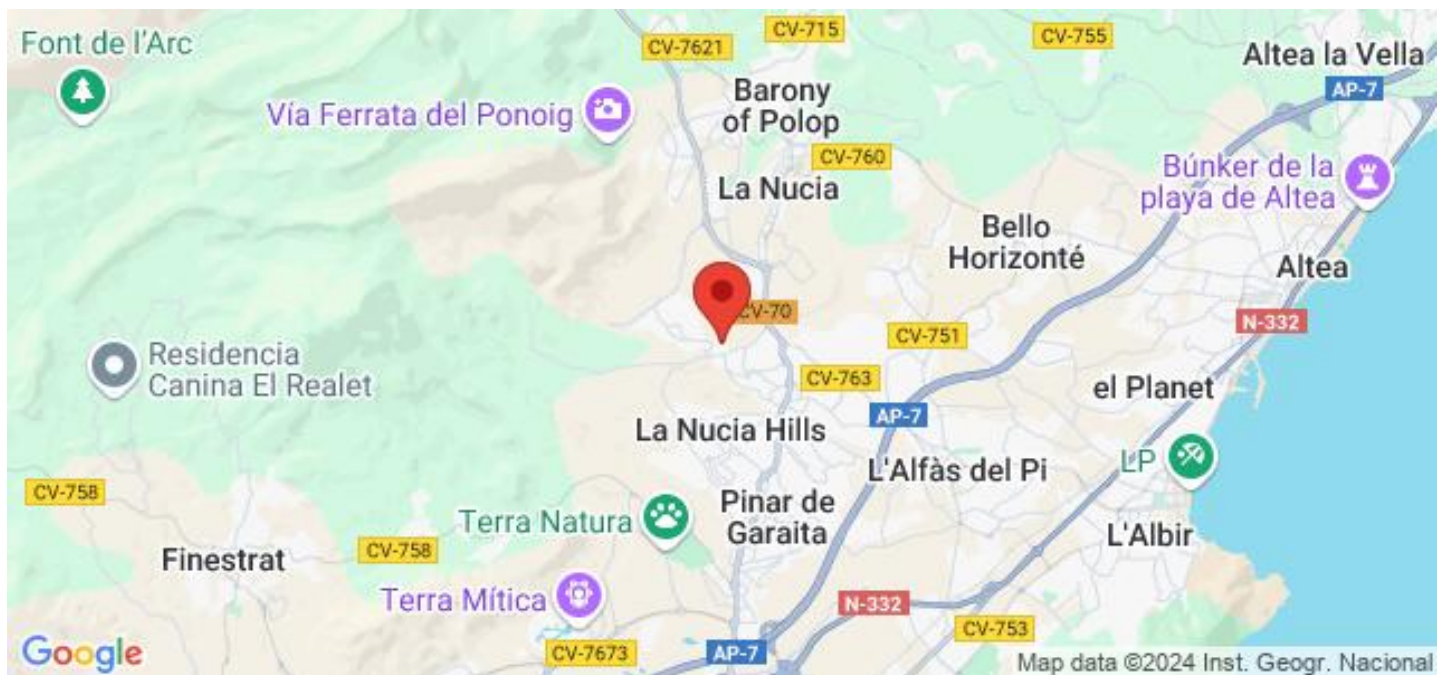 Font de l'Arc
CV-7621
CV-715
CV-755
Altea la Vella
AP-7
Vía Ferrata del Ponoig
Barony
of Polop
CV-760
La Nucia
Búnker de la
playa de Altea
Bello
Horizonté
Altea
CV-70
N-332
CV-751
Residencia
Canina El Realet
CV-763
el Planet
AP-7
La Nucia Hills
L'Alfàs del Pi
LP
CV-758
Terra Natura
Pinar de
Garaita
L'Albir
Finestrat
CV-758
Terra Mítica
N-332
CV-753
Google
CV-7673
AP-7
Map data ©2024 Inst. Geogr. Nacional